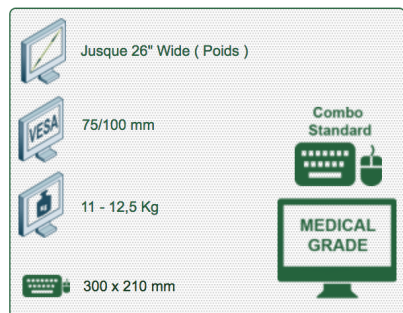 Jusque 26" Wide ( Poids )
VESA
75/100 mm
Combo
Standard
KG
11 - 12,5 Kg
MEDICAL
GRADE
300 x 210 mm